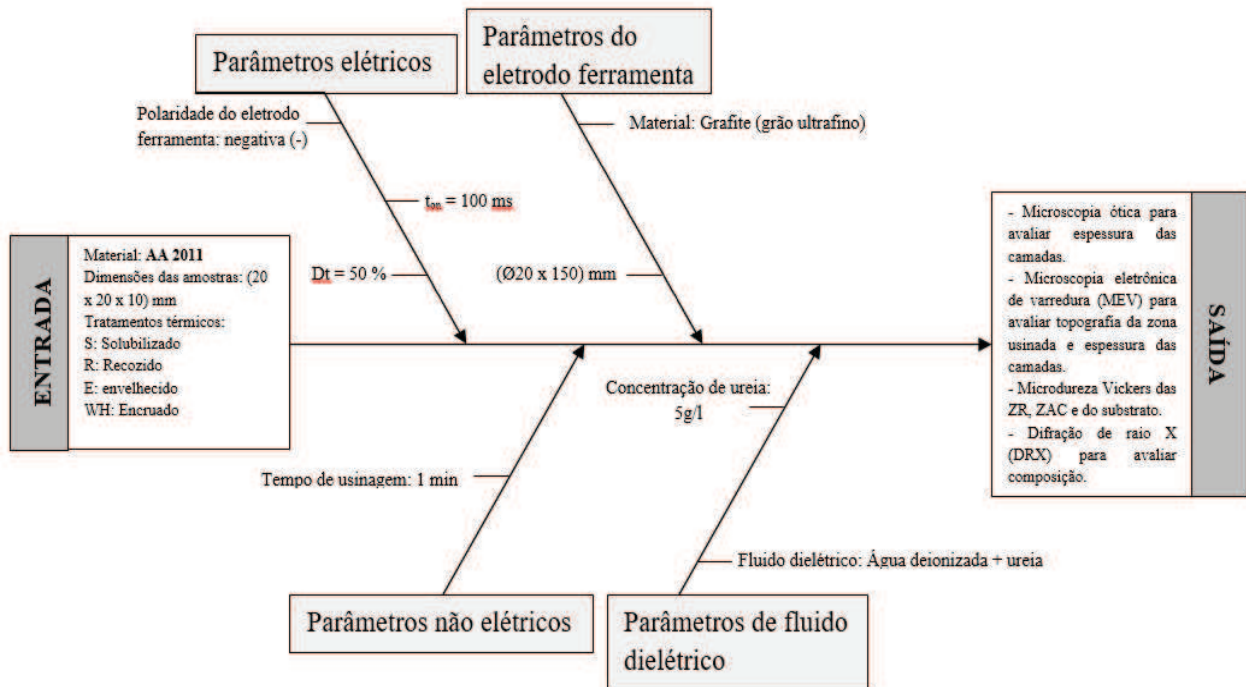 Parâmetros elétricos
Parâmetros do
eletrodo ferramenta
Polaridade do eletrodo
ferramenta: negativa (-)
t_on = 100 ms
Dt = 50 %
Material: Grafite (grão ultrafino)
(Ø20 x 150) mm
ENTRADA
Material: AA 2011
Dimensões das amostras: (20
x 20 x 10) mm
Tratamentos térmicos:
S: Solubilizado
R: Recozido
E: envelhecido
WH: Encruado
- Microscopia ótica para
avaliar espessura das
camadas.
- Microscopia eletrônica
de varredura (MEV) para
avaliar topografia da zona
usinada e espessura das
camadas.
- Microdureza Vickers das
ZR, ZAC e do substrato.
- Difração de raio X
(DRX) para avaliar
composição.
SAÍDA
Concentração de ureia:
5g/l
Tempo de usinagem: 1 min
Fluido dielétrico: Água deionizada + ureia
Parâmetros não elétricos
Parâmetros de fluido
dielétrico